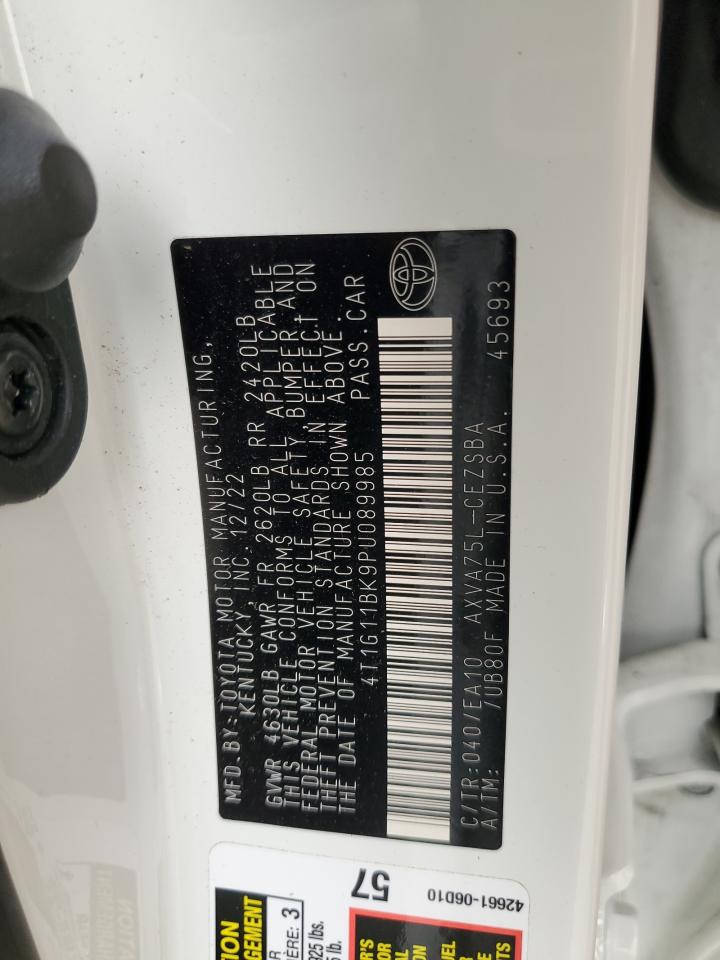 MFD.BY:TOYOTA MOTOR MANUFACTURING,
KENTUCKY, INC. 12/22
GVWR 4630LB GAWR FR 2620LB RR 2420LB
THIS VEHICLE CONFORMS TO ALL APPLICABLE
FEDERAL MOTOR VEHICLE SAFETY, BUMPER, AND
THEFT PREVENTION STANDARDS IN EFFECT ON
THE DATE OF MANUFACTURE SHOWN ABOVE.
4T1G11BK9PU089985 PASS.CAR
C/TR:040/EA10 AXVA75L-CEZSBA
A/TM: /UB80F MADE IN U.S.A. 45693
57
42661-06D10
3